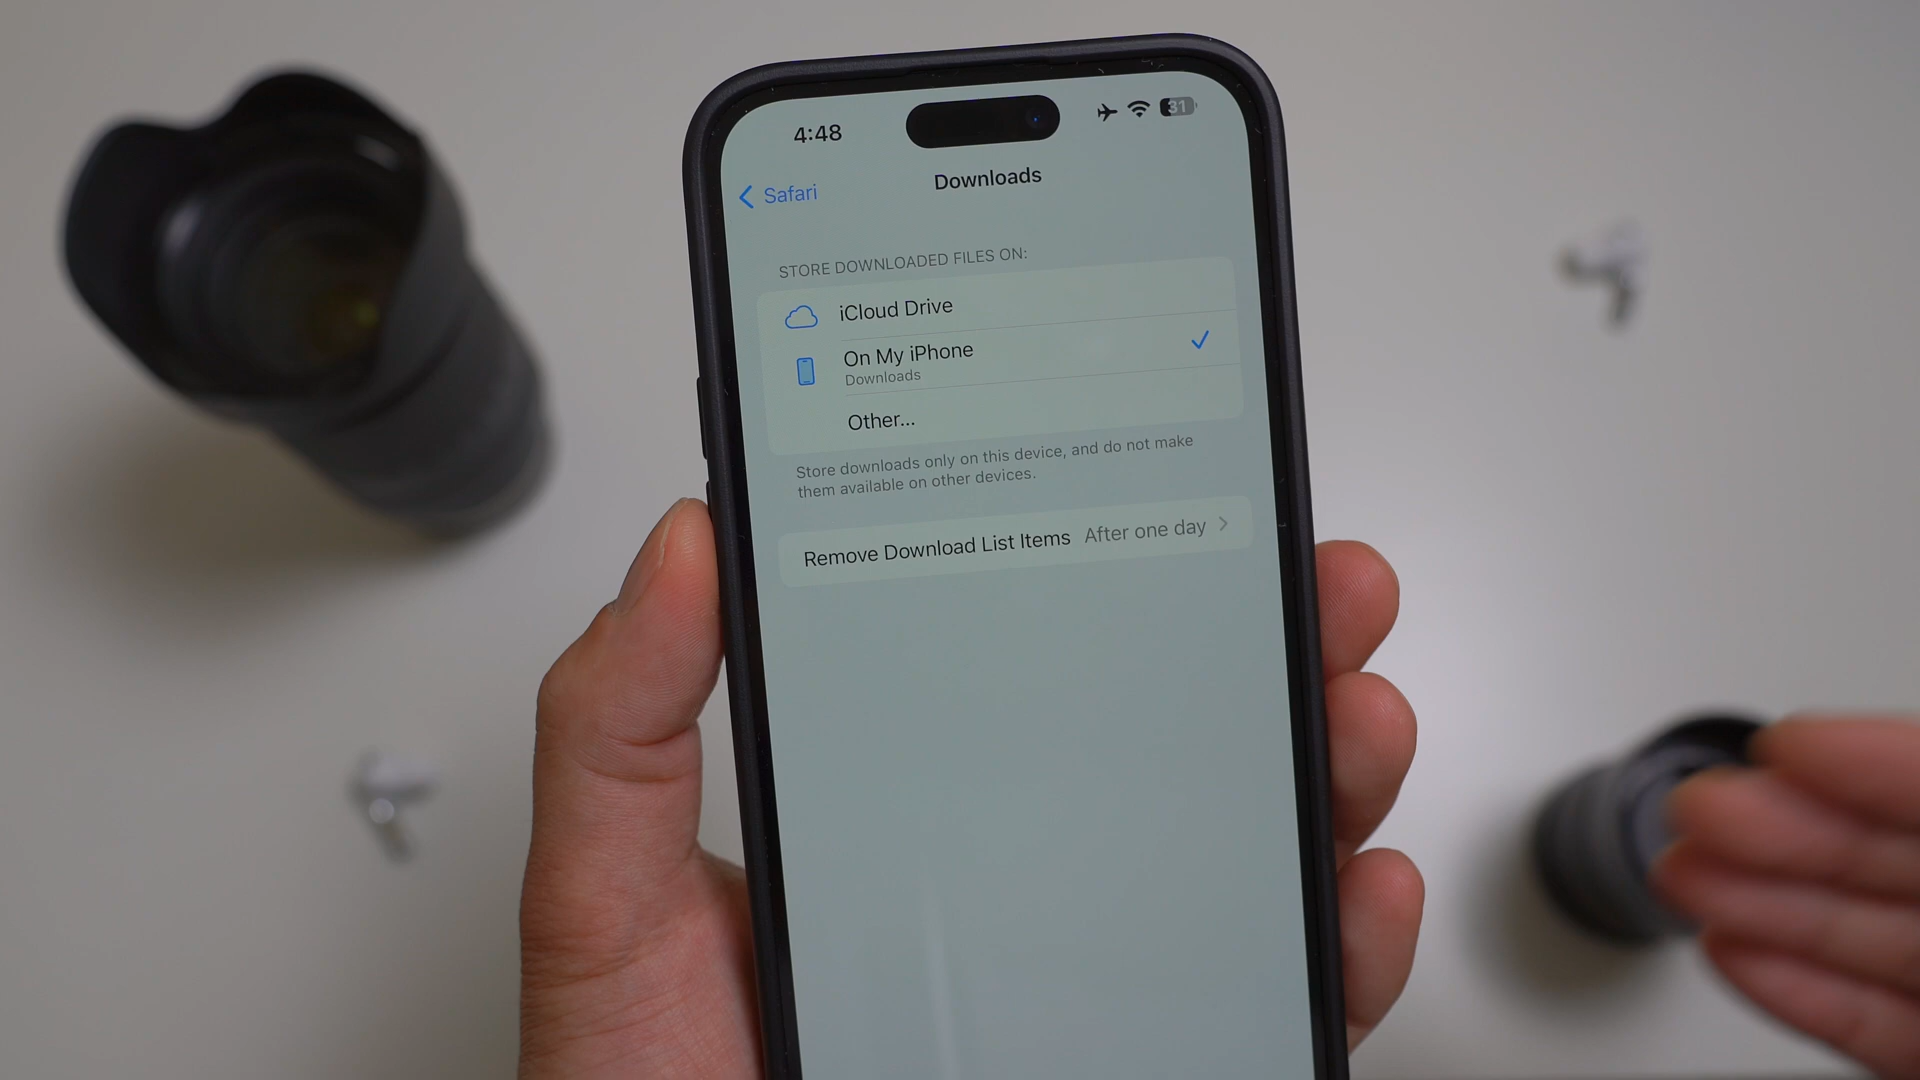 4:48
31
Safari
Downloads
STORE DOWNLOADED FILES ON:
iCloud Drive
On My iPhone
Downloads
Other...
Store downloads only on this device, and do not make
them available on other devices.
Remove Download List Items After one day